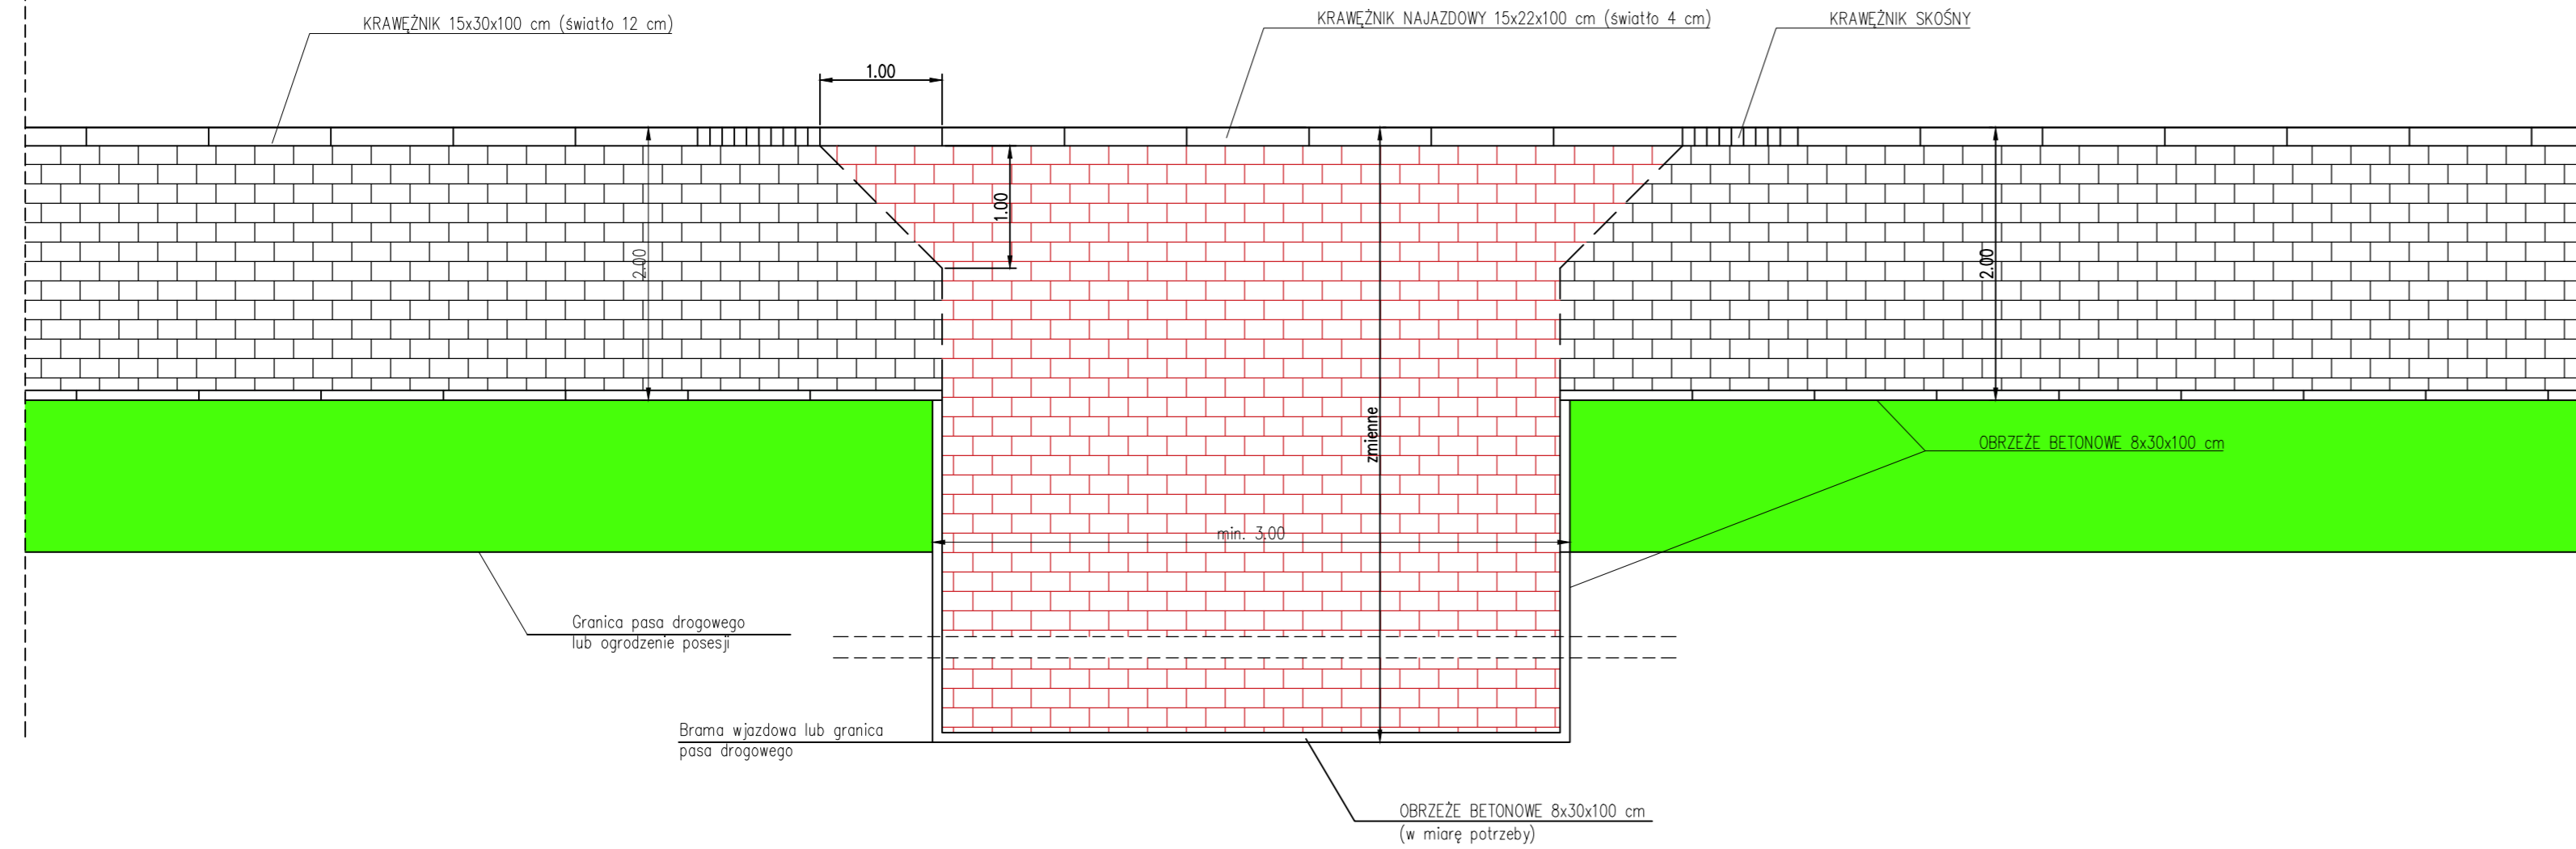 KRAWĘŻNIK 15x30x100 cm (światło 12 cm)
KRAWĘŻNIK NAJAZDOWY 15x22x100 cm (światło 4 cm)
KRAWĘŻNIK SKOŚNY
1.00
1.00
2.00
2.00
zmienne
OBRZEŻE BETONOWE 8x30x100 cm
min. 3,00
Granica pasa drogowego
lub ogrodzenie posesji
Brama wjazdowa lub granica
pasa drogowego
OBRZEŻE BETONOWE 8x30x100 cm
(w miarę potrzeby)